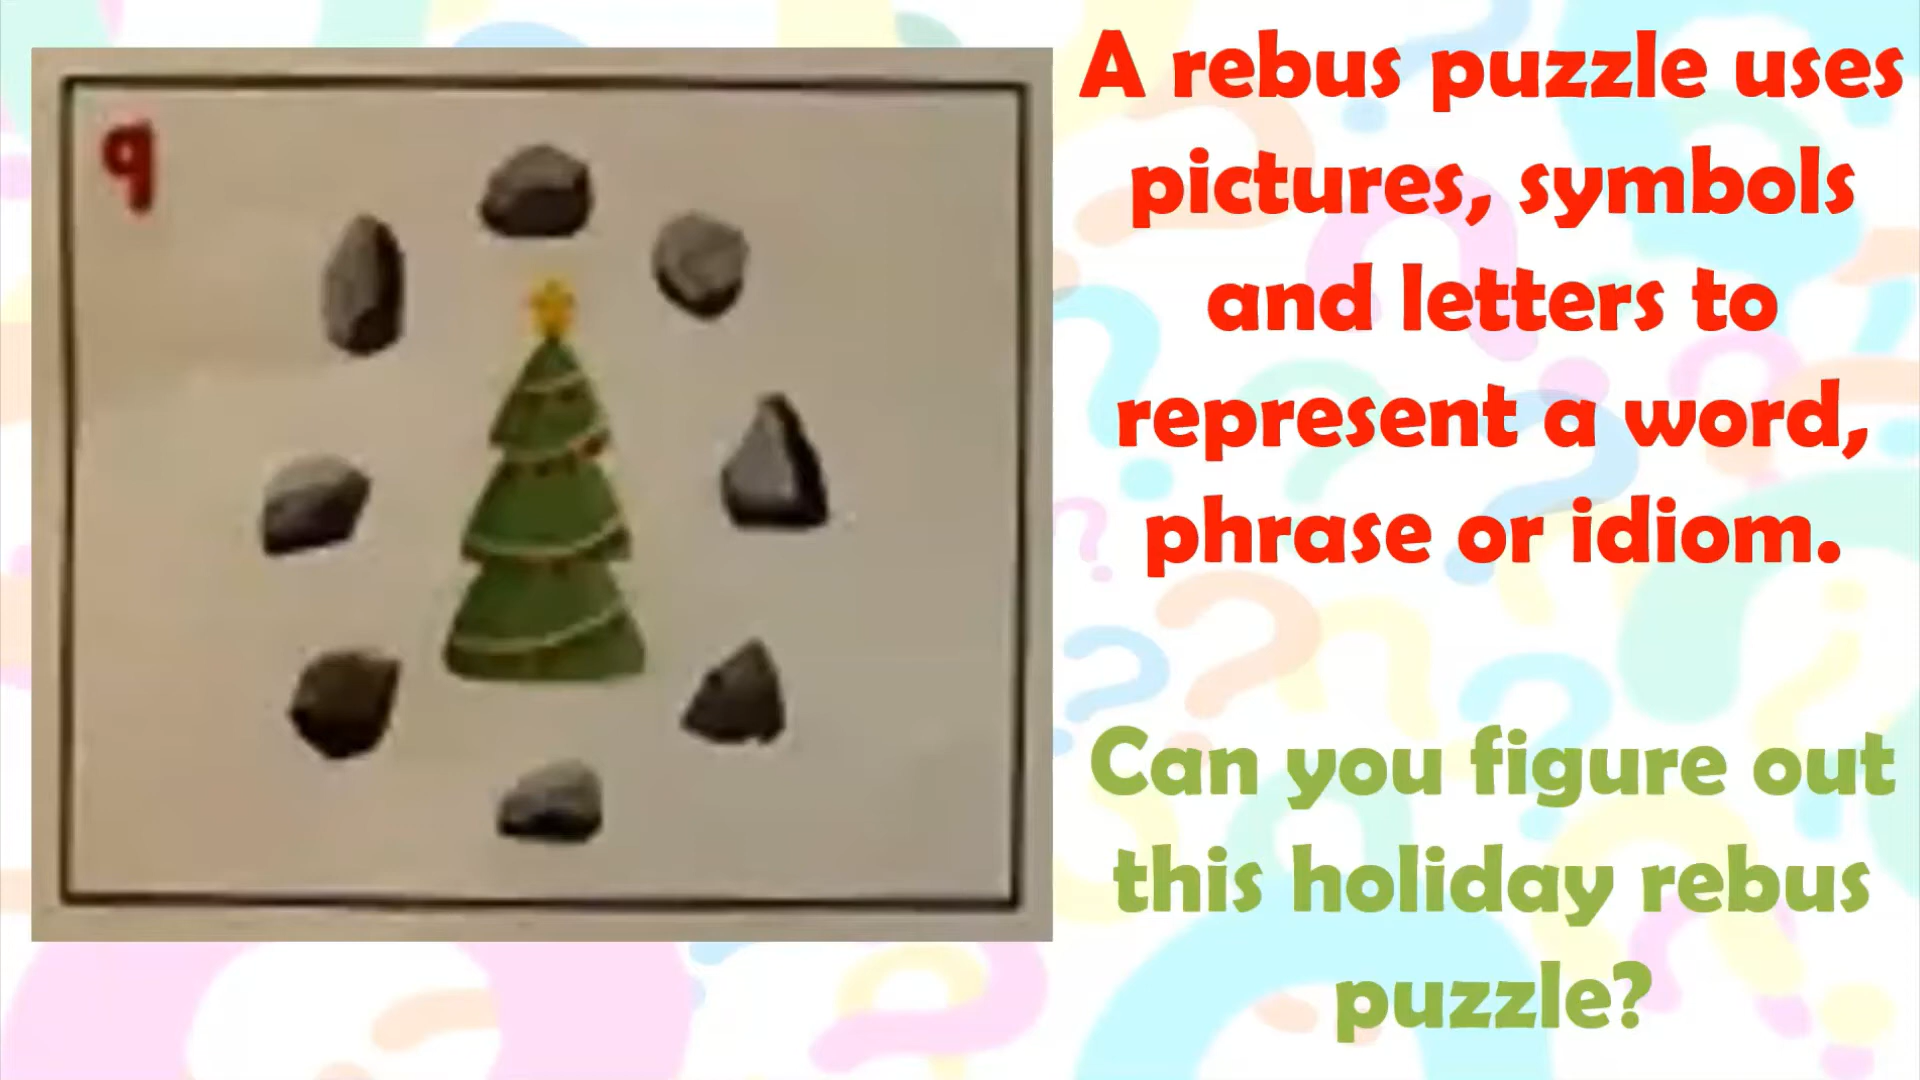 9
A rebus puzzle uses
pictures, symbols
and letters to
represent a word,
phrase or idiom.
Can you figure out
this holiday rebus
puzzle?